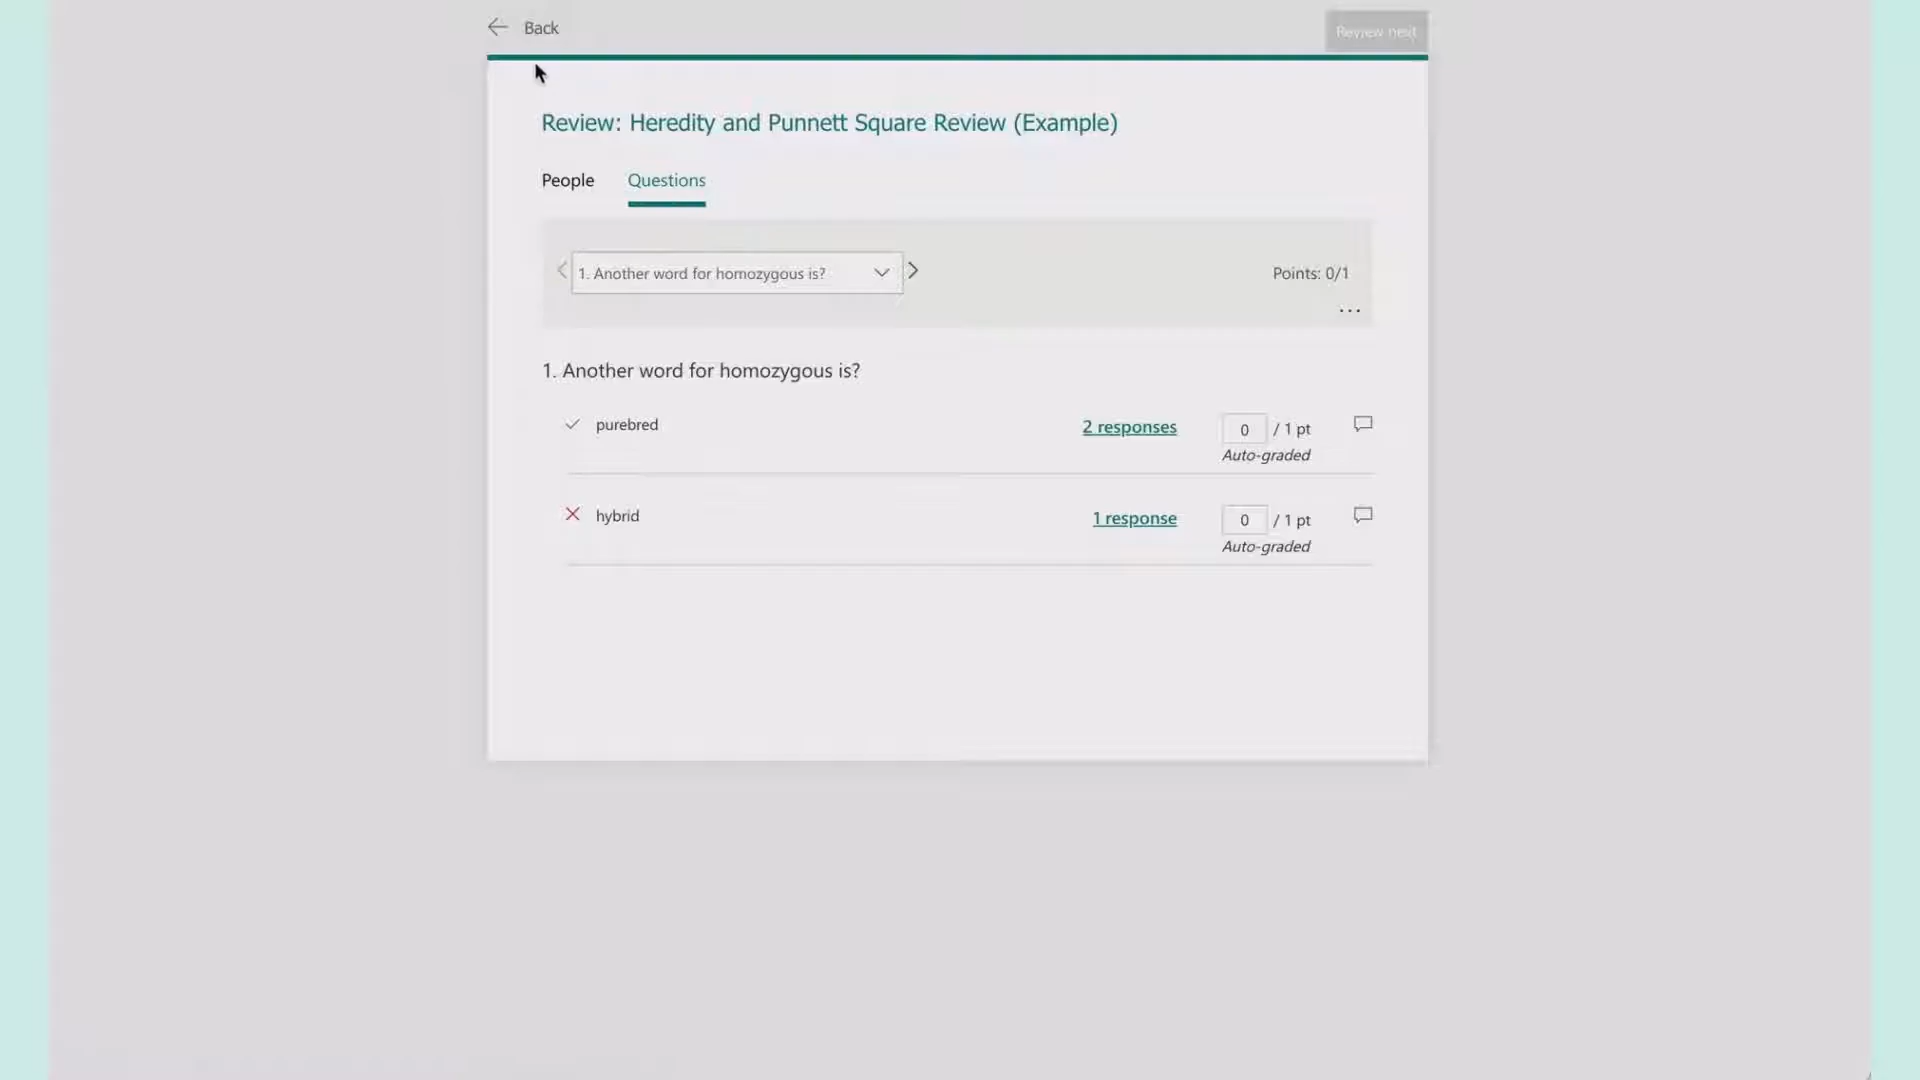 Back
Review next
Review: Heredity and Punnett Square Review (Example)
People Questions
1. Another word for homozygous is?
Points: 0/1
1. Another word for homozygous is?
purebred 2 responses 0 / 1 pt
Auto-graded
hybrid 1 response 0 / 1 pt
Auto-graded